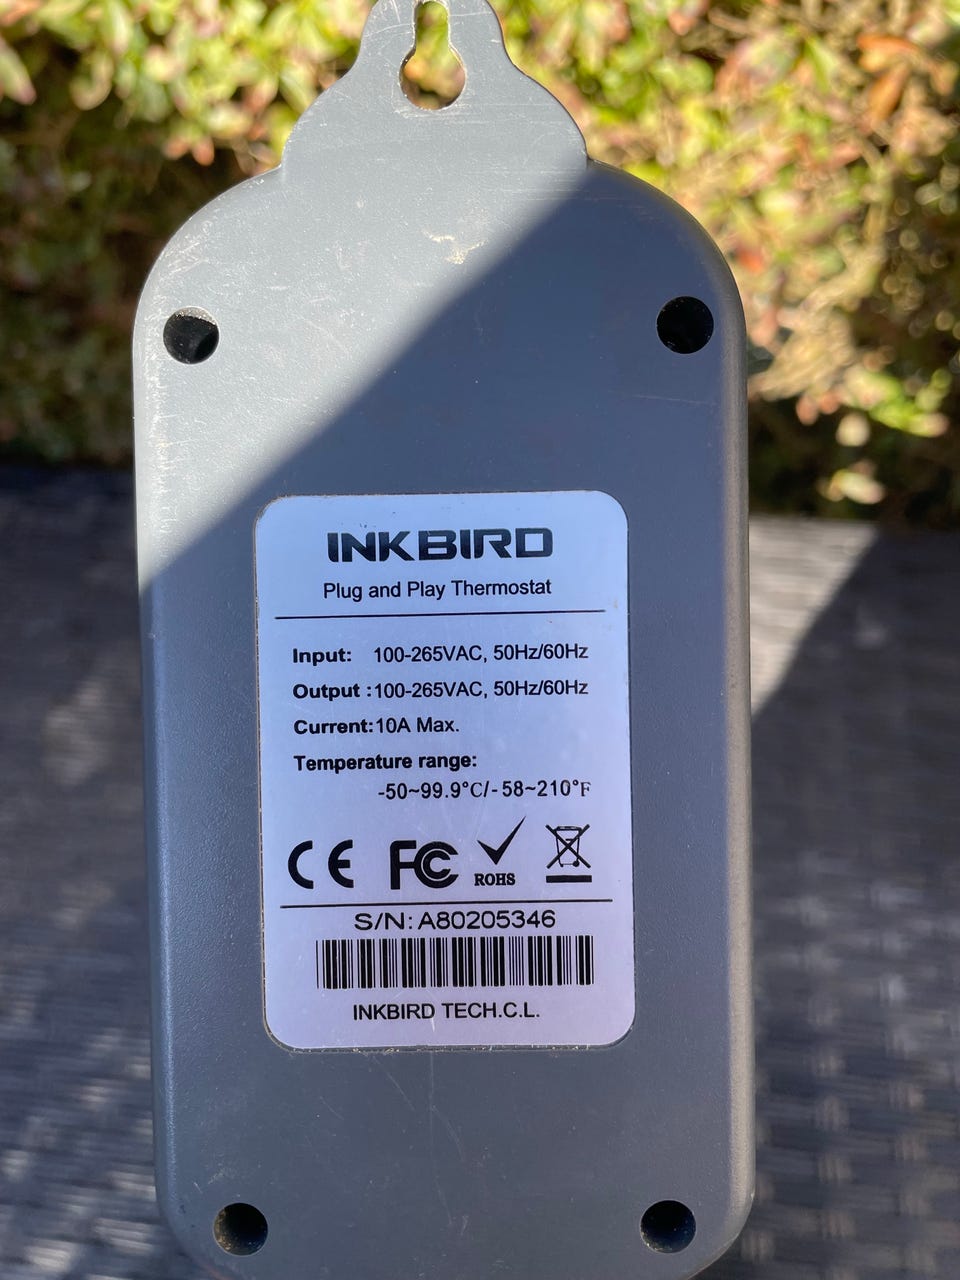 INKBIRD
Plug and Play Thermostat
Input: 100-265VAC, 50Hz/60Hz
Output :100-265VAC, 50Hz/60Hz
Current:10A Max.
Temperature range:
-50~99.9°C/-58~210°F
CE FC ROHS
S/N: A80205346
INKBIRD TECH.C.L.